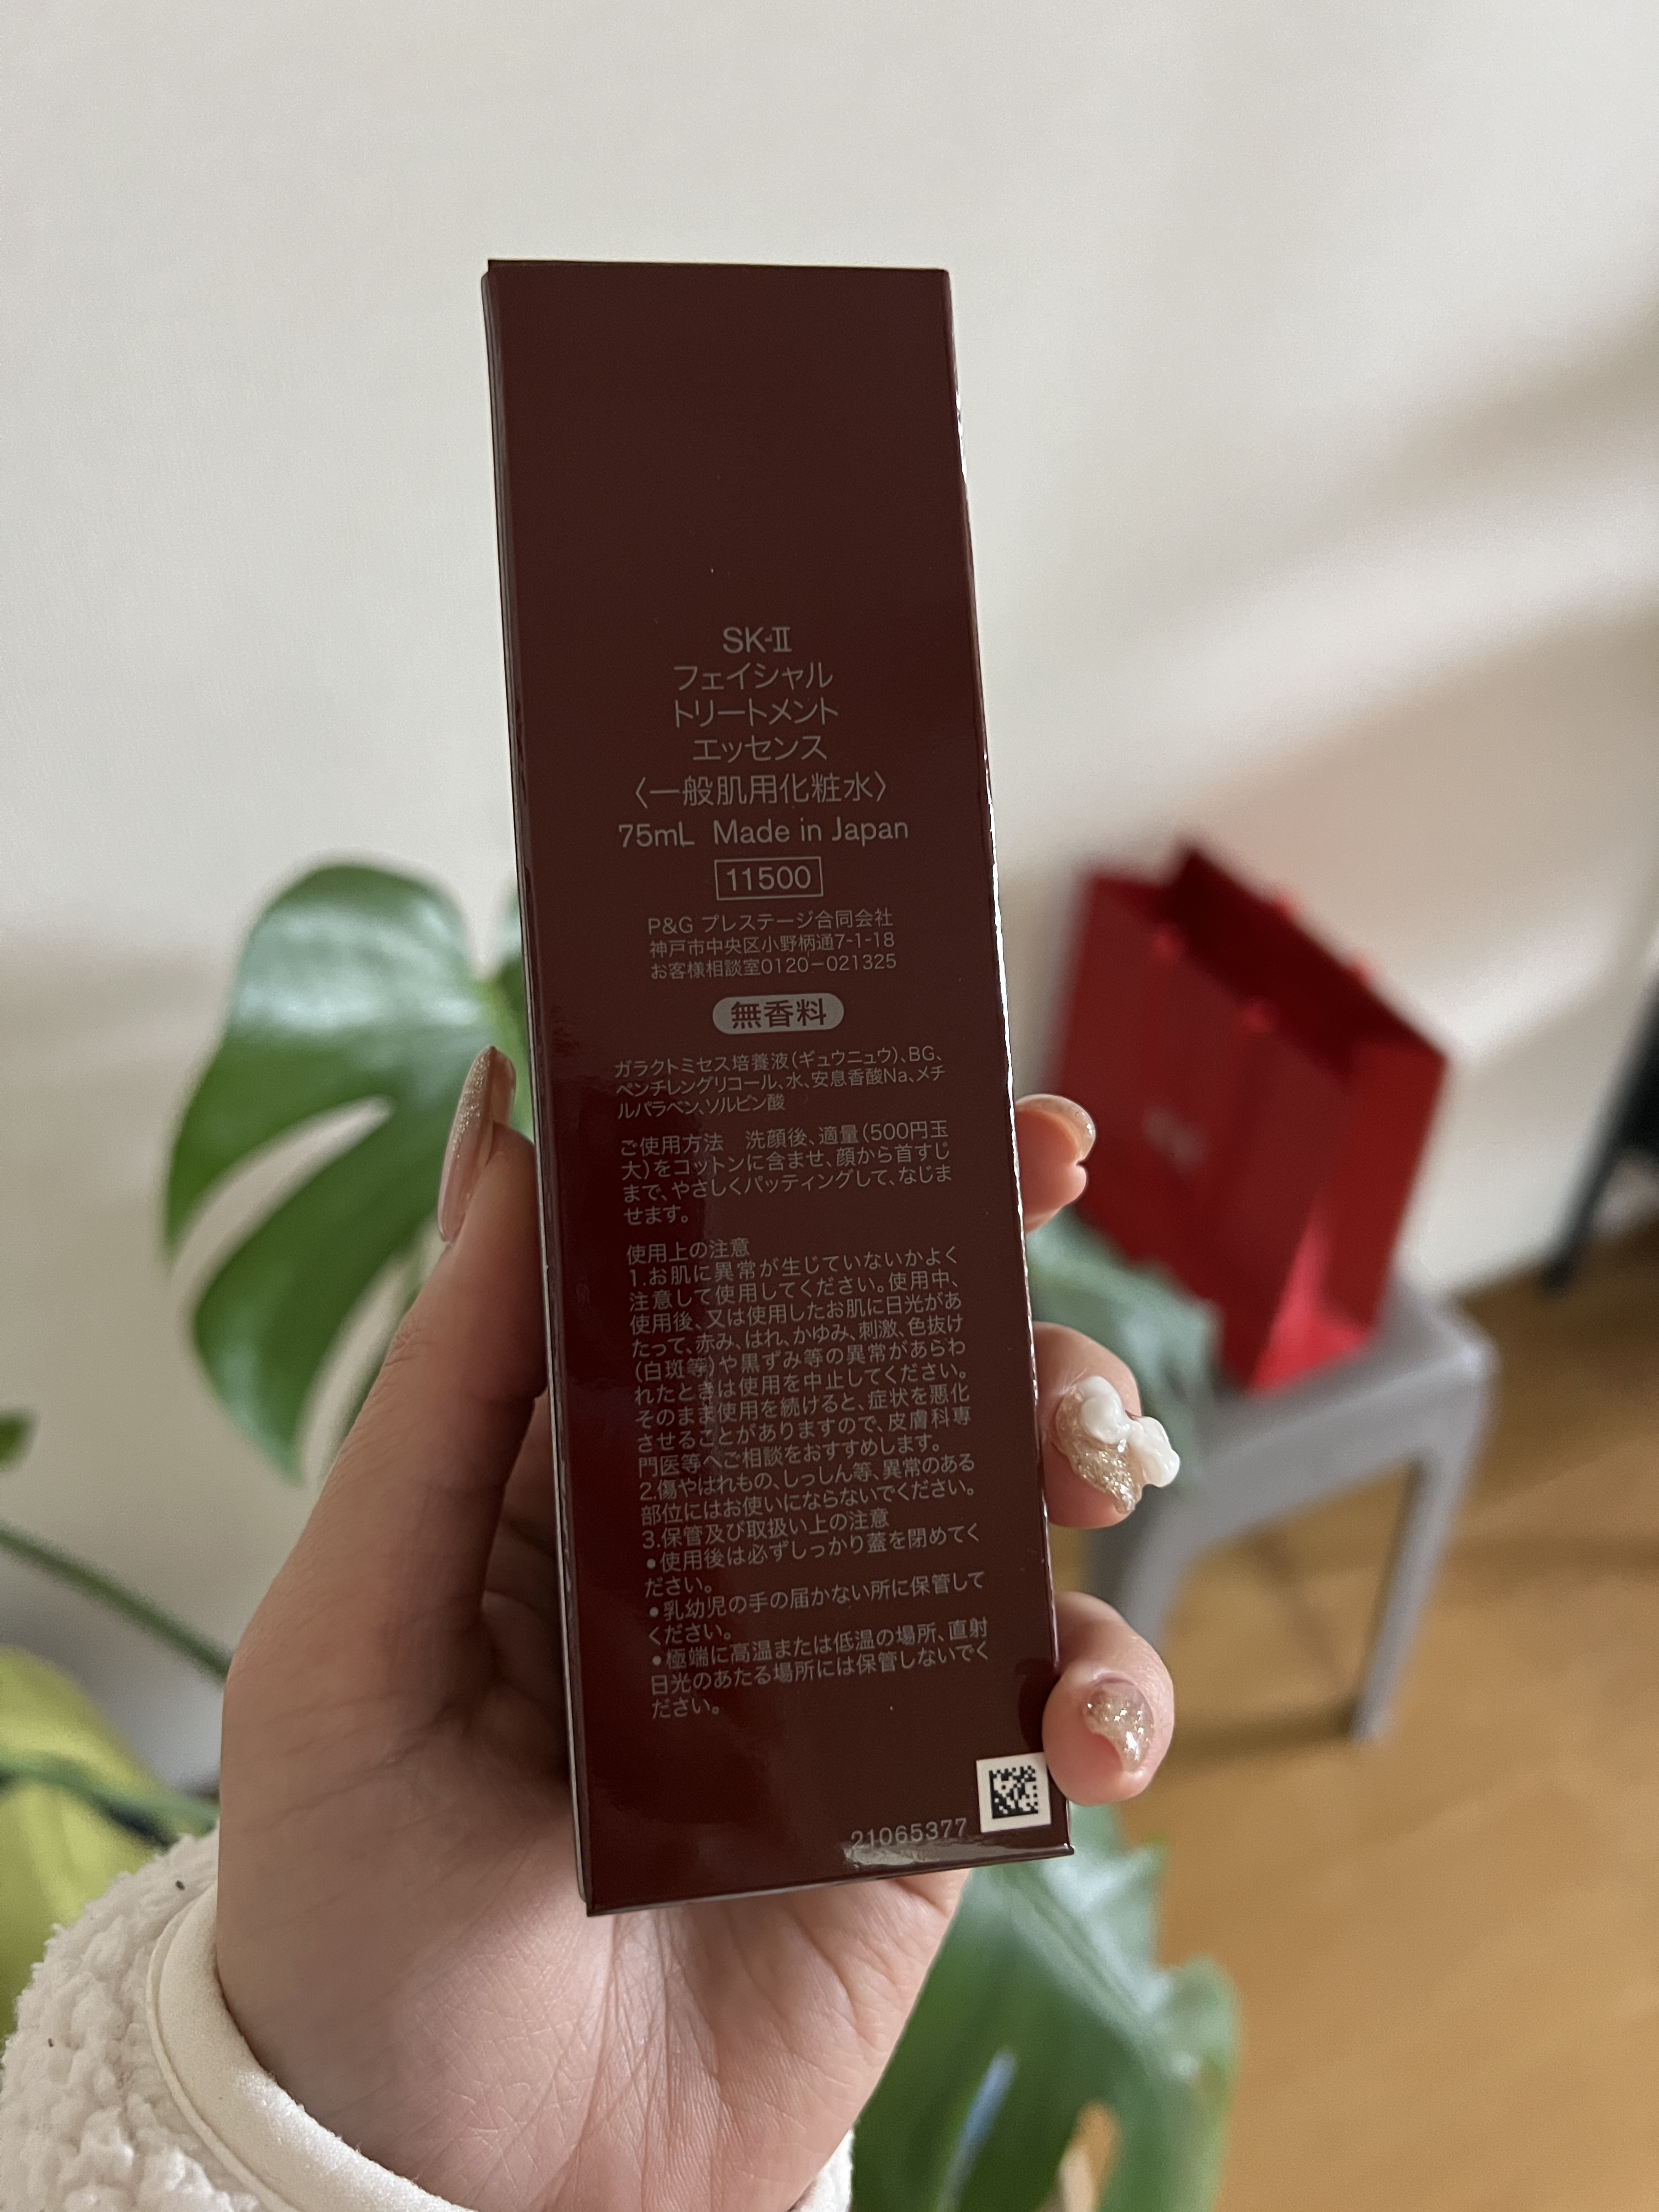 SK-II
フェイシャル
トリートメント
エッセンス
〈一般肌用化粧水〉
75mL Made in Japan
11500
P&G プレステージ合同会社
神戸市中央区小野柄通7-1-18
お客様相談室0120−021325
無香料
ガラクトミセス培養液(ギュウニュウ)、BG、
ペンチレングリコール、水、安息香酸Na、メチ
ルパラベン、ソルビン酸
ご使用方法 洗顔後、適量(500円玉
大)をコットンに含ませ、顔から首すじ
まで、やさしくパッティングして、なじま
せます。
使用上の注意
1.お肌に異常が生じていないかよく
注意して使用してください。使用中、
使用後、又は使用したお肌に日光があ
たって、赤み、はれ、かゆみ、刺激、色抜け
(白斑等)や黒ずみ等の異常があらわ
れたときは使用を中止してください。
そのまま使用を続けると、症状を悪化
させることがありますので、皮膚科専
門医等へご相談をおすすめします。
2.傷やはれもの、しっしん等、異常のある
部位にはお使いにならないでください。
3.保管及び取扱い上の注意
●使用後は必ずしっかり蓋を閉めてく
ださい。
●乳幼児の手の届かない所に保管して
ください。
●極端に高温または低温の場所、直射
日光のあたる場所には保管しないでく
ださい。
21065377